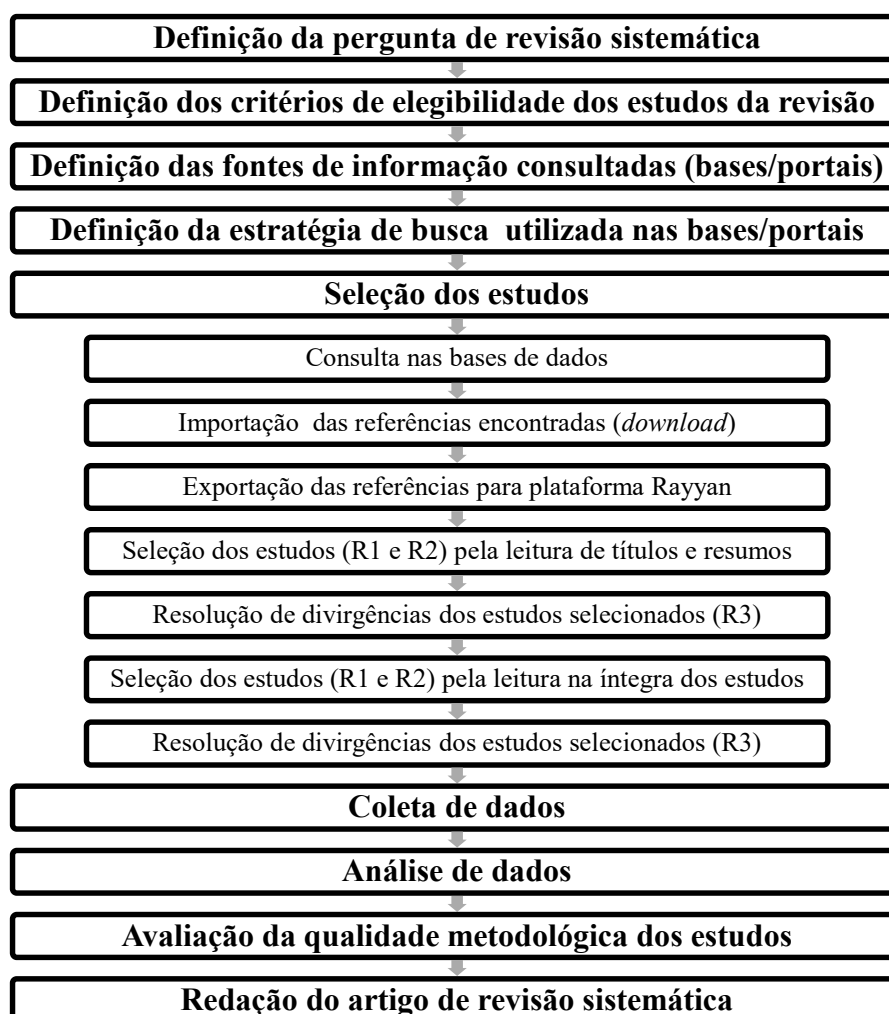 Definição da pergunta de revisão sistemática
Definição dos critérios de elegibilidade dos estudos da revisão
Definição das fontes de informação consultadas (bases/portais)
Definição da estratégia de busca utilizada nas bases/portais
Seleção dos estudos
Consulta nas bases de dados
Importação das referências encontradas (download)
Exportação das referências para plataforma Rayyan
Seleção dos estudos (R1 e R2) pela leitura de títulos e resumos
Resolução de divirgências dos estudos selecionados (R3)
Seleção dos estudos (R1 e R2) pela leitura na íntegra dos estudos
Resolução de divirgências dos estudos selecionados (R3)
Coleta de dados
Análise de dados
Avaliação da qualidade metodológica dos estudos
Redação do artigo de revisão sistemática